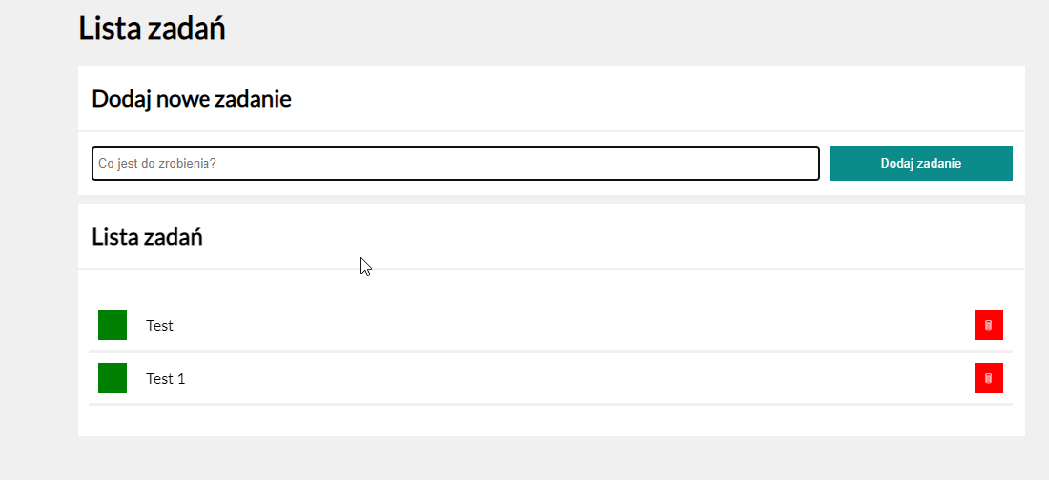 Lista zadań
Dodaj nowe zadanie
Co jest do zrobienia?
Dodaj zadanie
Lista zadań
Test
Test 1